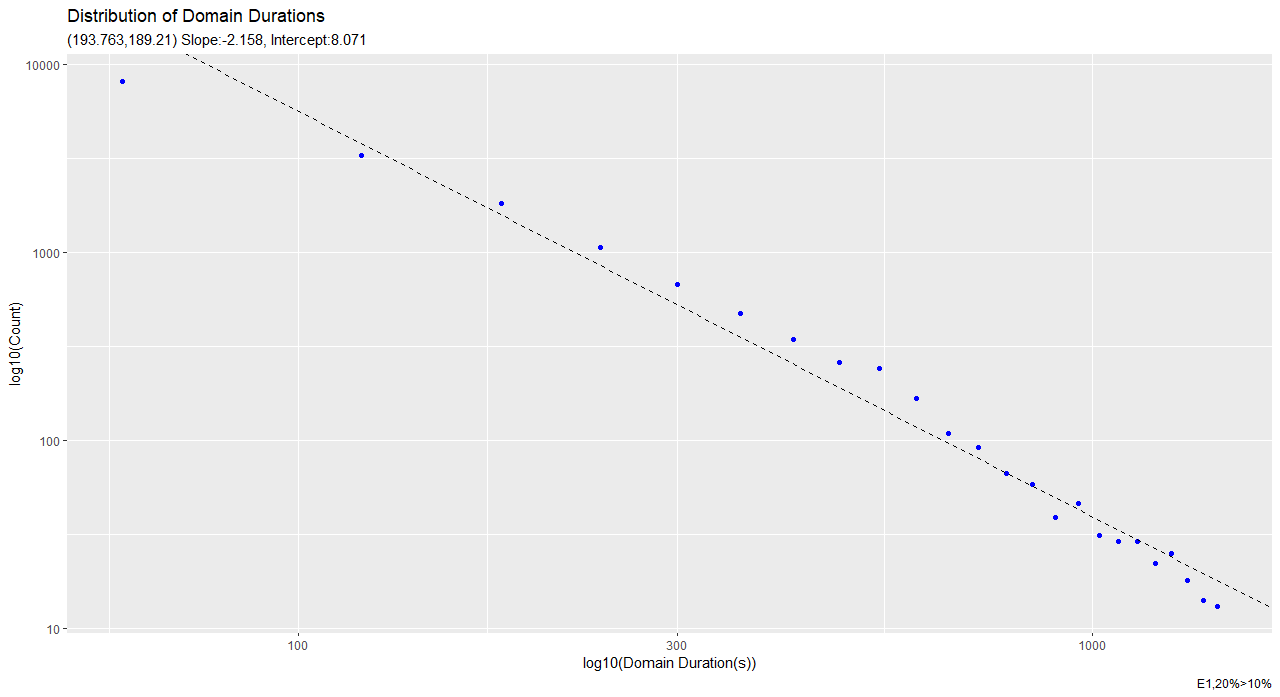 Distribution of Domain Durations
(193.763,189.21) Slope:-2.158, Intercept:8.071
10000
1000
100
10
log10(Count)
100
300
1000
log10(Domain Duration(s))
E1,20%>10%